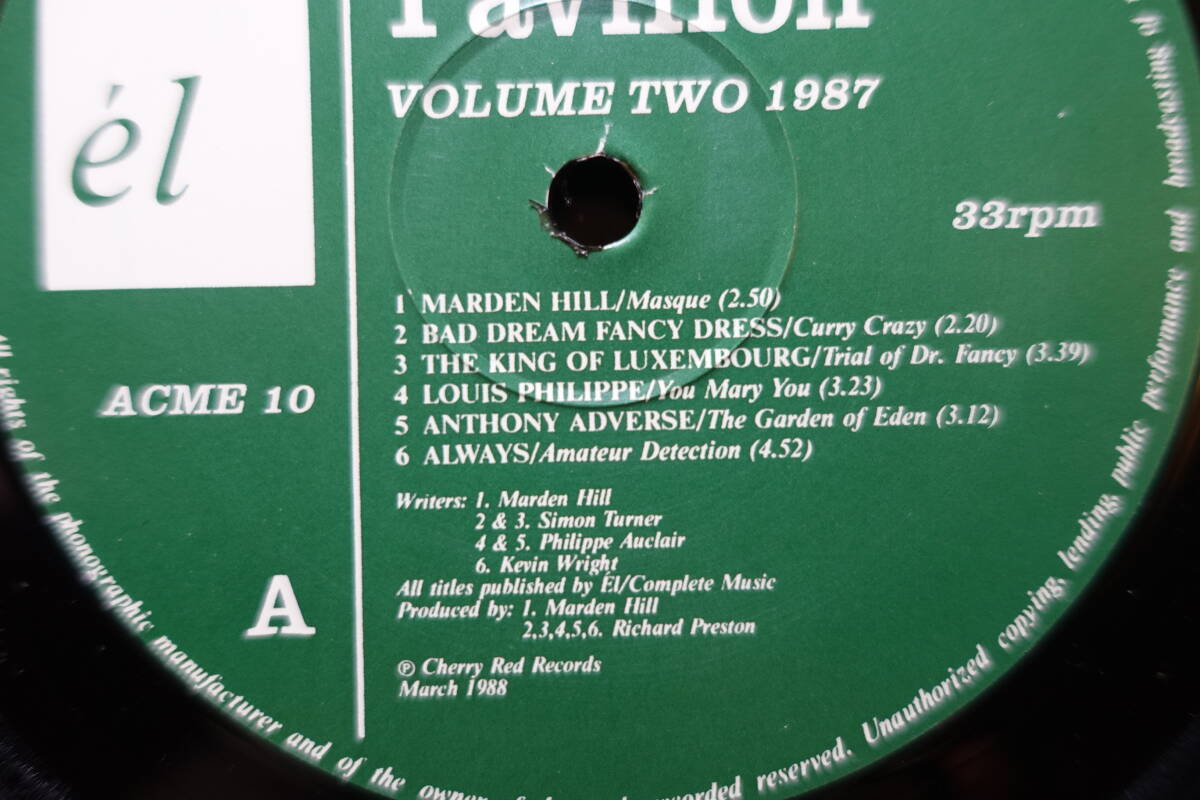 Pavilion
VOLUME TWO 1987
él
33rpm
1 MARDEN HILL/Masque (2.50)
2 BAD DREAM FANCY DRESS/Curry Crazy (2.20)
3 THE KING OF LUXEMBOURG/Trial of Dr. Fancy (3.39)
4 LOUIS PHILIPPE/You Mary You (3.23)
5 ANTHONY ADVERSE/The Garden of Eden (3.12)
6 ALWAYS/Amateur Detection (4.52)
ACME 10
Writers: 1. Marden Hill
2 & 3. Simon Turner
4 & 5. Philippe Auclair
6. Kevin Wright
All titles published by Él/Complete Music
Produced by: 1. Marden Hill
2,3,4,5,6. Richard Preston
A
℗ Cherry Red Records
March 1988
All rights of the phonographic manufacturer and of the owner reserved. Unauthorized copying, lending, public performance and broadcasting of